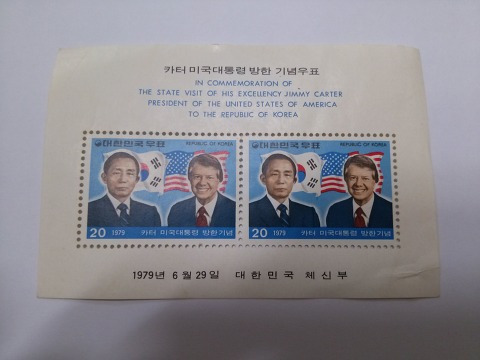 카터 미국대통령 방한 기념우표
IN COMMEMORATION OF
THE STATE VISIT OF HIS EXCELLENCY JIMMY CARTER
PRESIDENT OF THE UNITED STATES OF AMERICA
TO THE REPUBLIC OF KOREA
대한민국우표 REPUBLIC OF KOREA
20 1979 카터 미국대통령 방한기념
대한민국우표 REPUBLIC OF KOREA
20 1979 카터 미국대통령 방한기념
1979년 6월 29일 대한민국 체신부